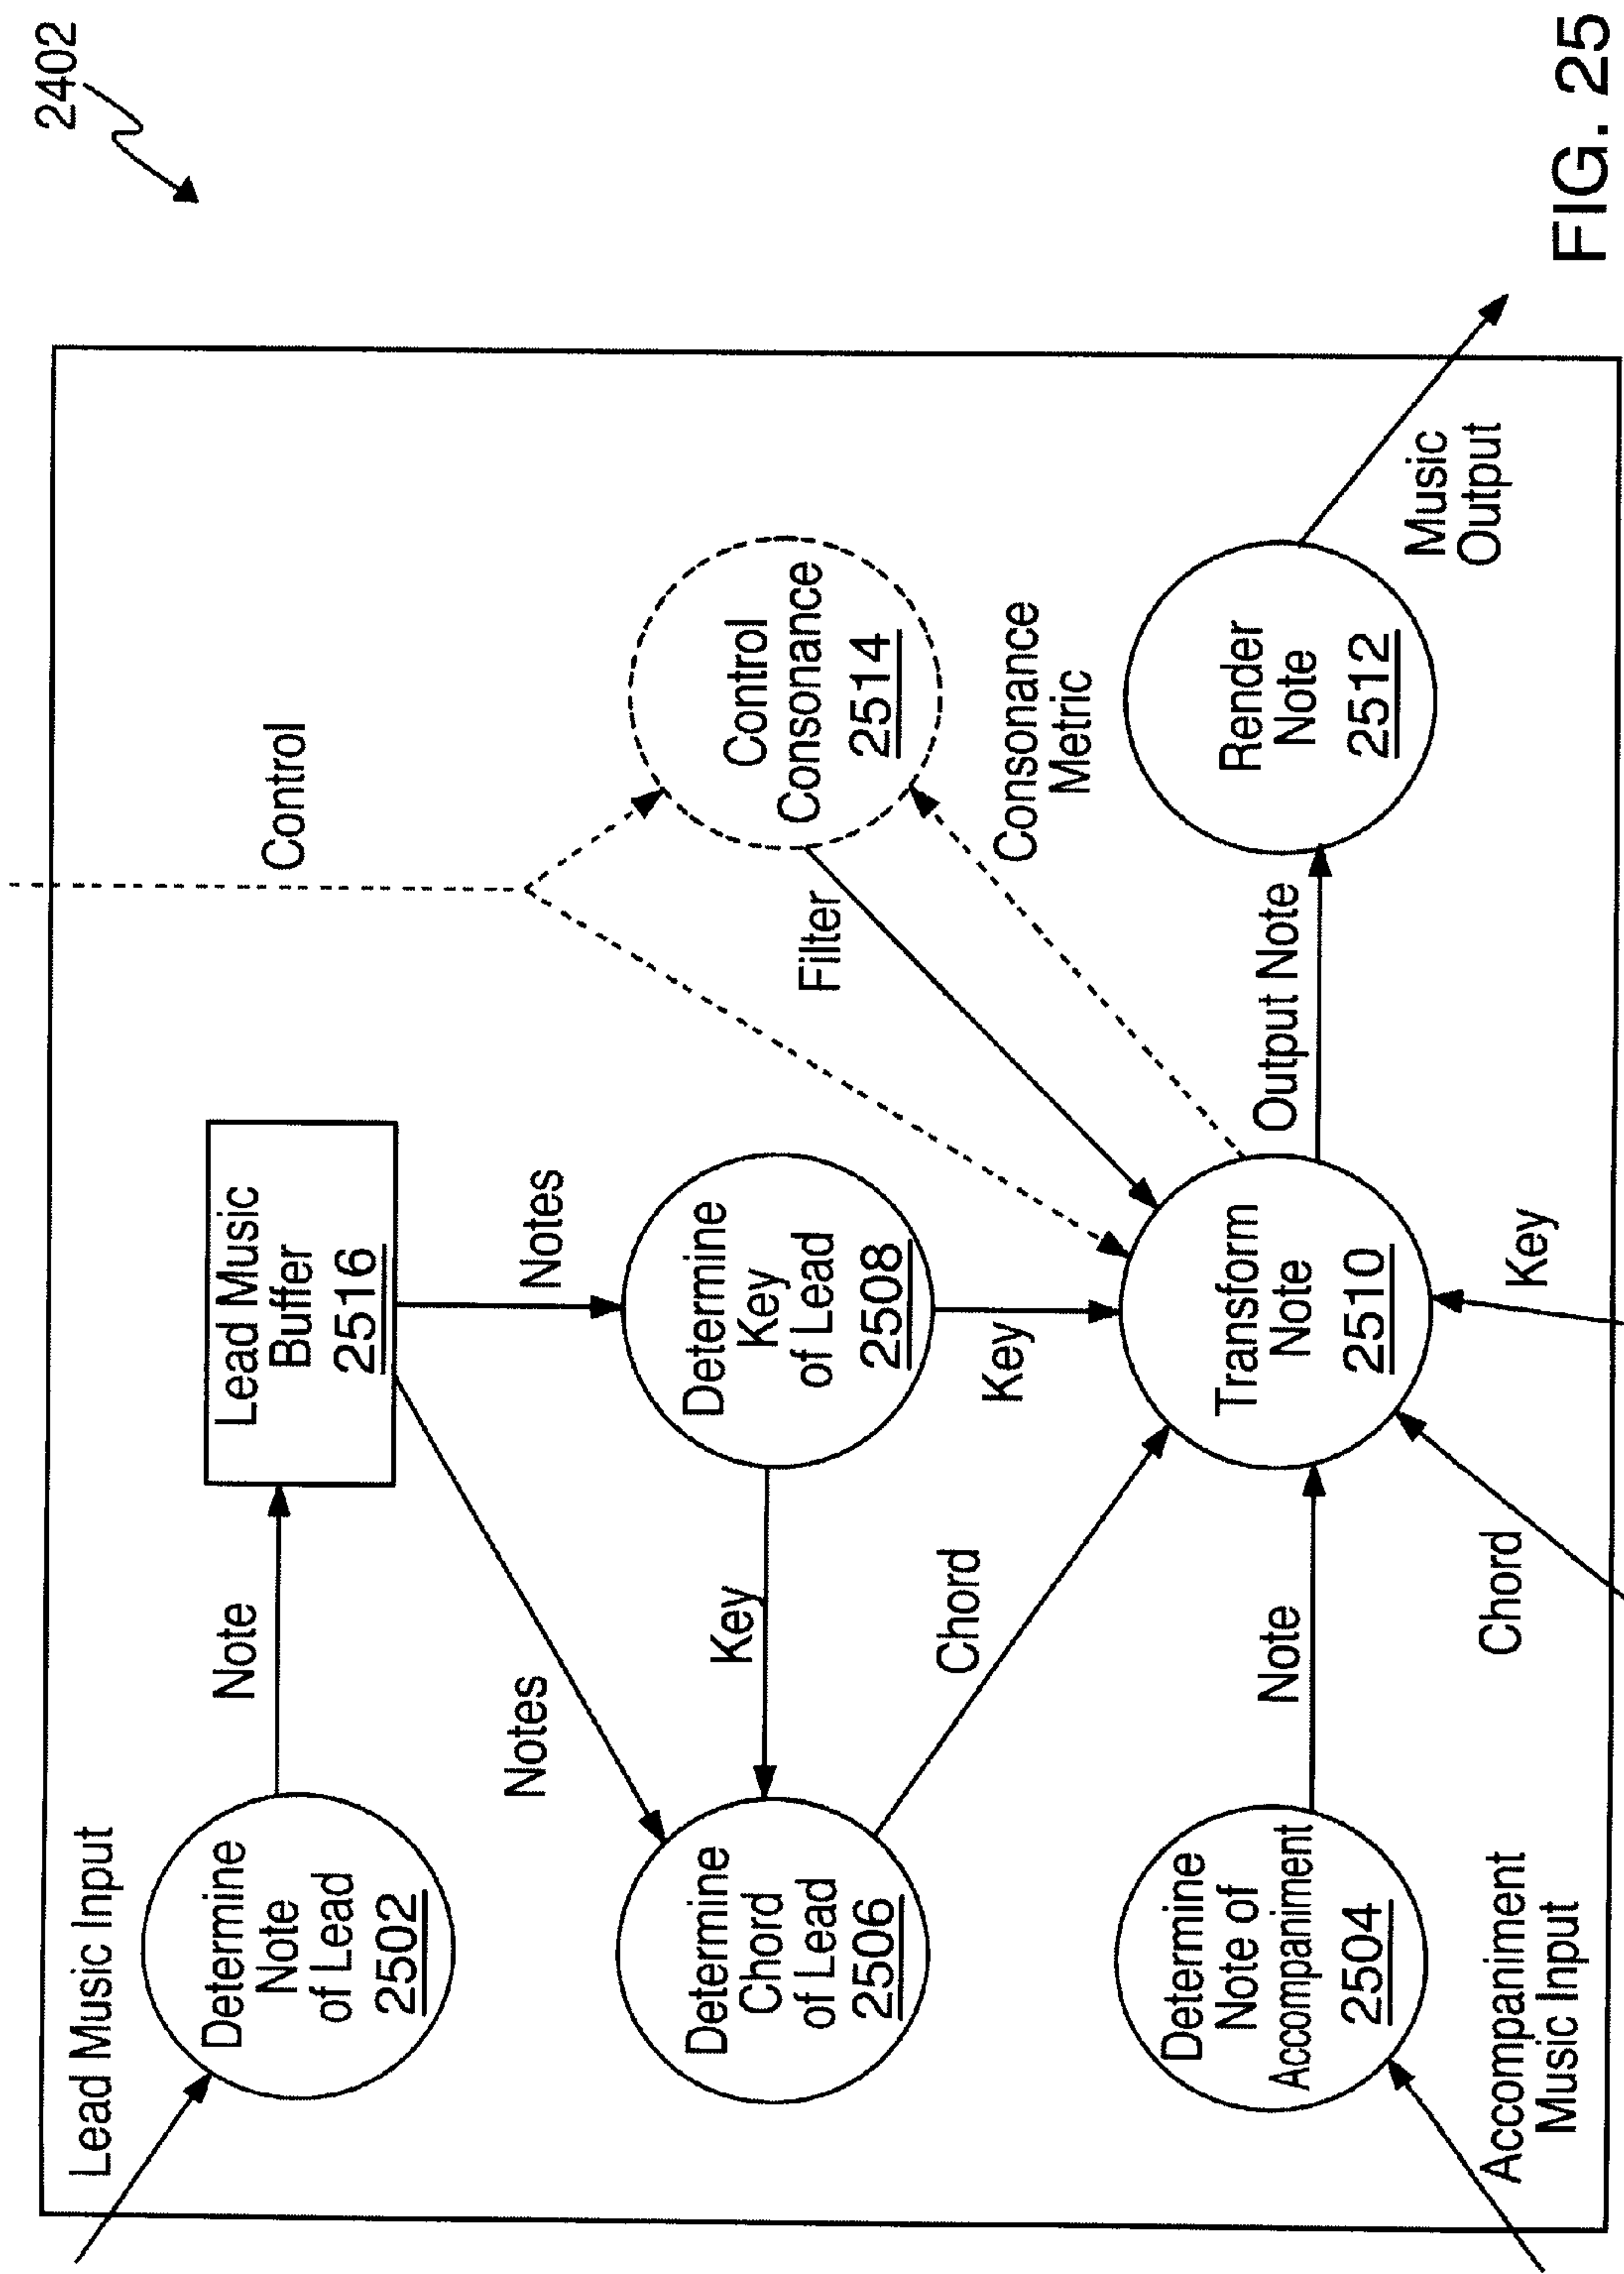 2402
Lead Music Input
Determine
Note
of Lead
2502
Note
Lead Music
Buffer
2516
Control
Notes
Notes
Determine
Chord
of Lead
2506
Key
Determine
Key
of Lead
2508
Control
Consonance
2514
Filter
Chord
Key
Consonance
Metric
Determine
Note of
Accompaniment
2504
Note
Transform
Note
2510
Output Note
Render
Note
2512
Music
Output
Accompaniment
Music Input
Chord
Key
FIG. 25